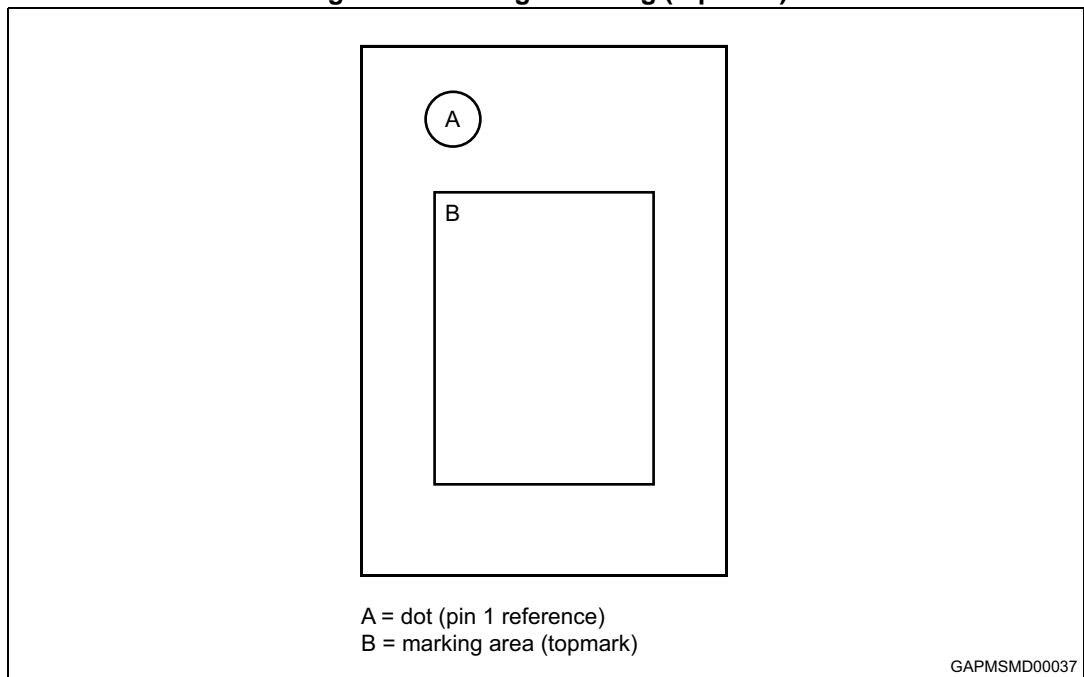 A
B
A = dot (pin 1 reference)
B = marking area (topmark)
GAPMSMD00037